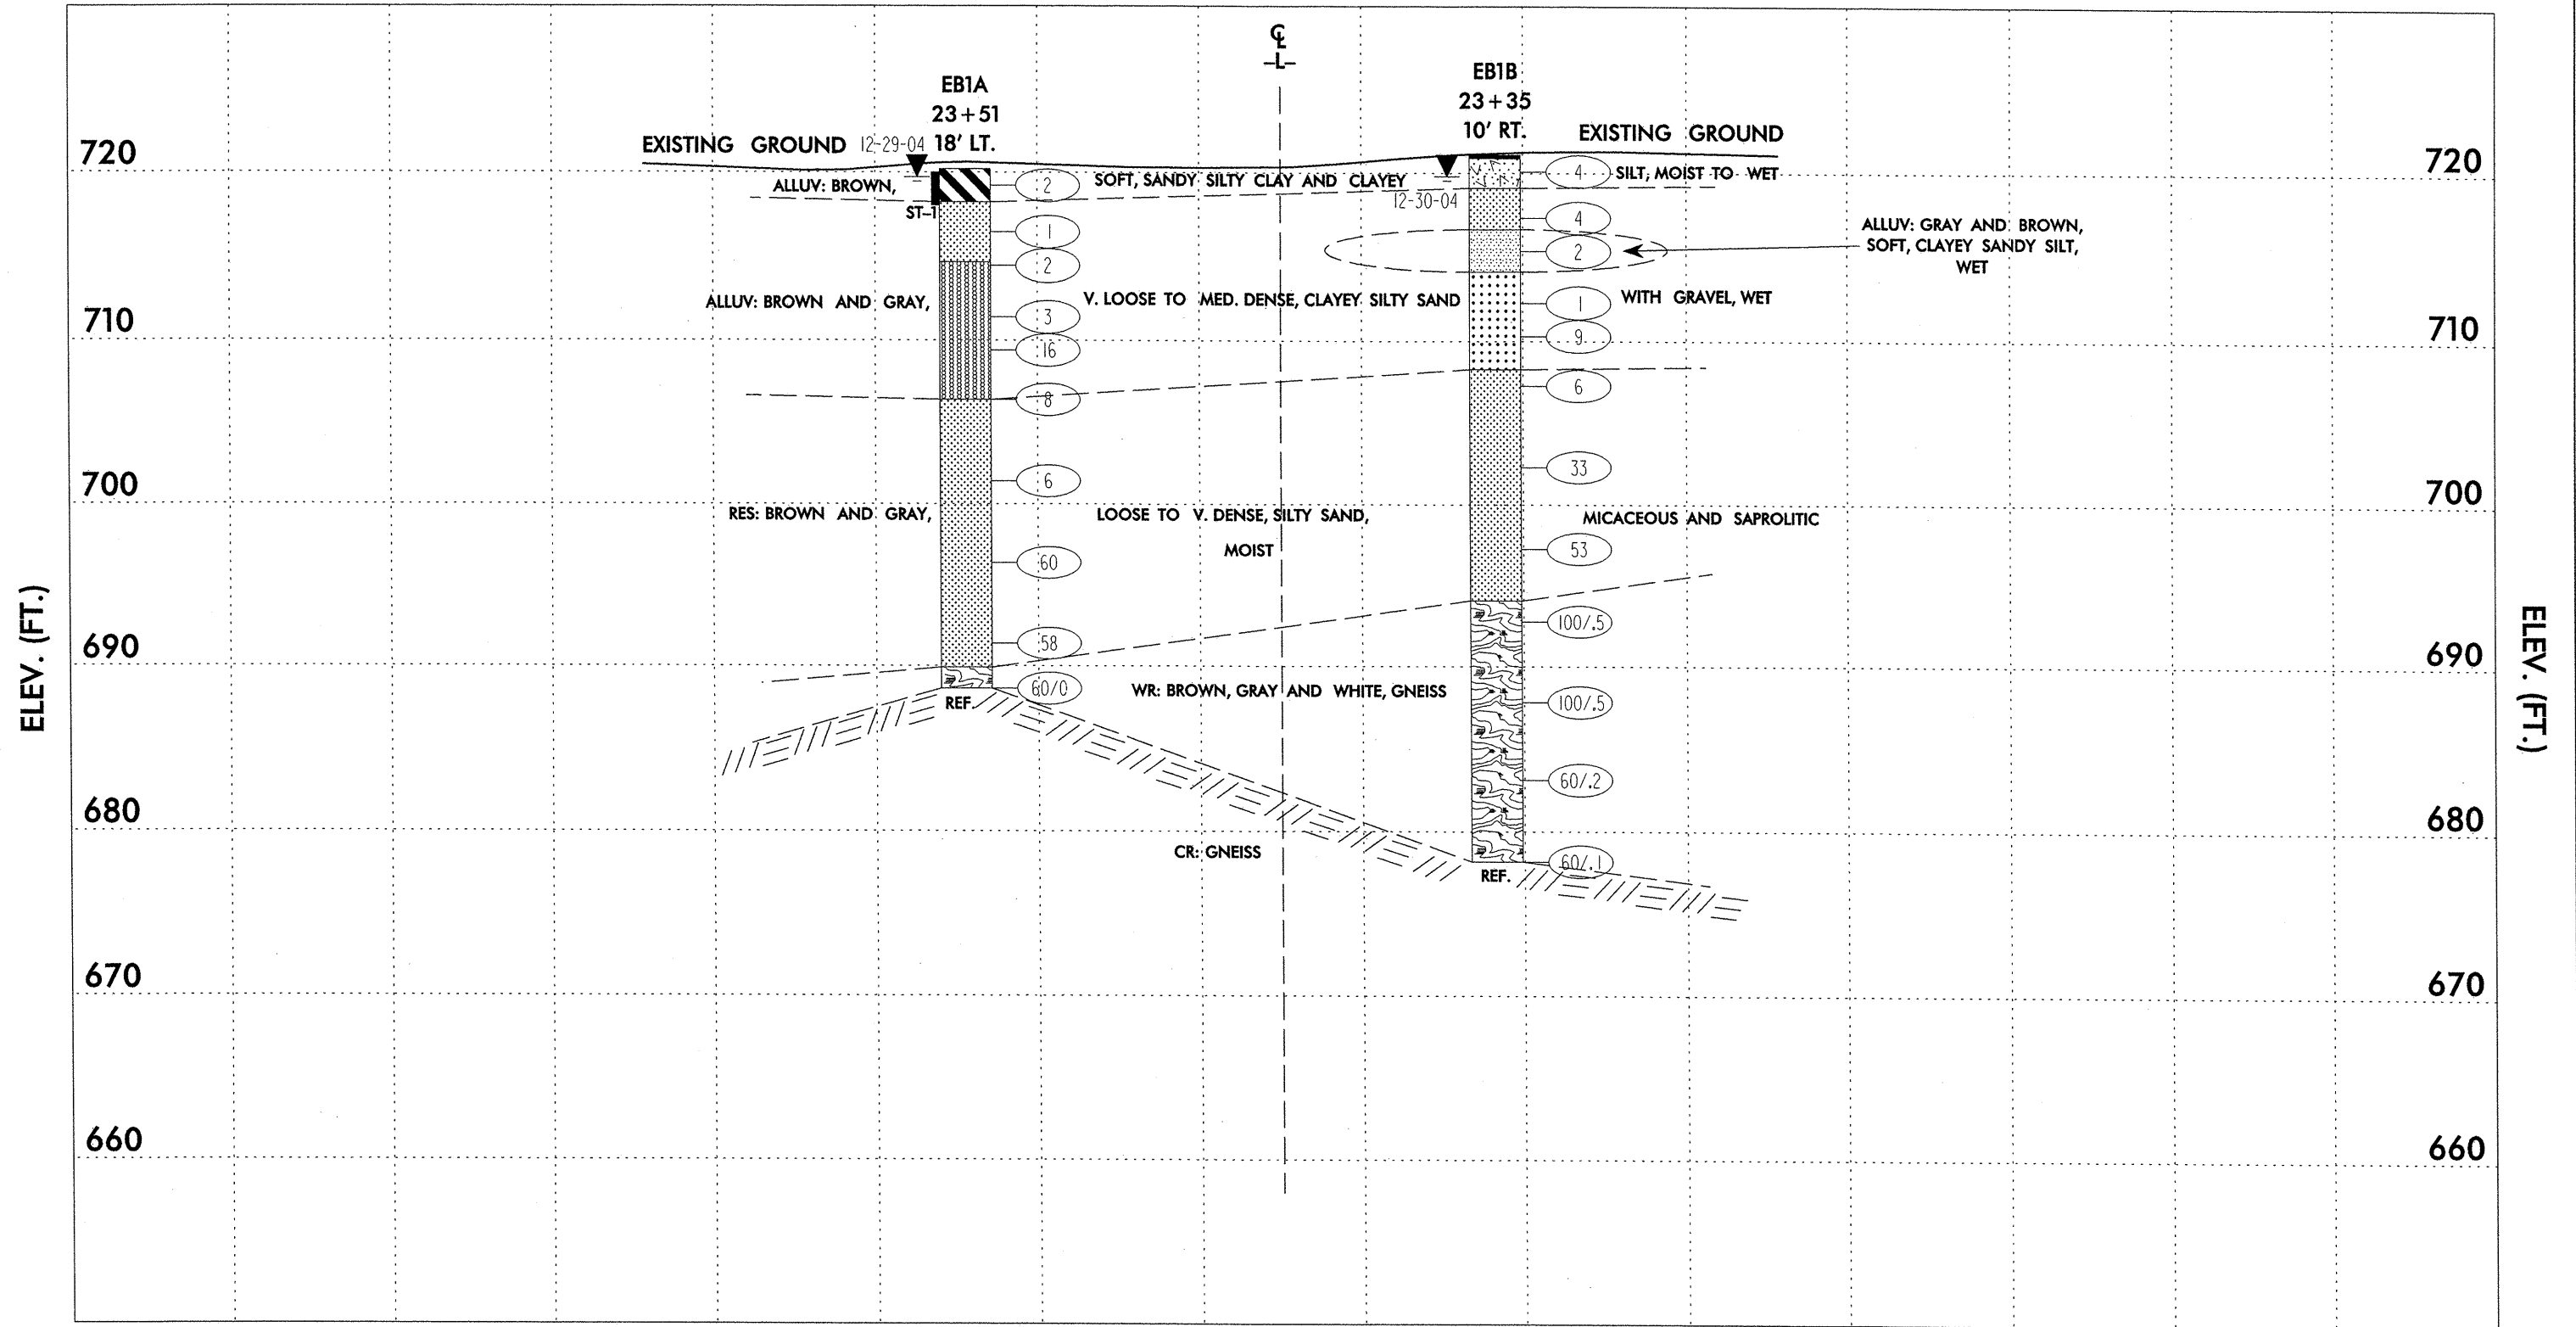 ℄
-L-
EB1A
23+51
18' LT.
EB1B
23+35
10' RT.
EXISTING GROUND
12-29-04
EXISTING GROUND
720
720
ALLUV: BROWN,
2
SOFT, SANDY SILTY CLAY AND CLAYEY
4
SILT, MOIST TO WET
ST-1
12-30-04
1
4
2
2
ALLUV: GRAY AND BROWN,
SOFT, CLAYEY SANDY SILT,
WET
ALLUV: BROWN AND GRAY,
V. LOOSE TO MED. DENSE, CLAYEY SILTY SAND
1
WITH GRAVEL, WET
710
3
710
16
9
8
6
700
6
33
700
RES: BROWN AND GRAY,
LOOSE TO V. DENSE, SILTY SAND,
MOIST
MICACEOUS AND SAPROLITIC
60
53
ELEV. (FT.)
ELEV. (FT.)
690
58
100/.5
690
60/0
WR: BROWN, GRAY AND WHITE, GNEISS
100/.5
REF.
60/.2
680
680
CR: GNEISS
60/.1
REF.
670
670
660
660